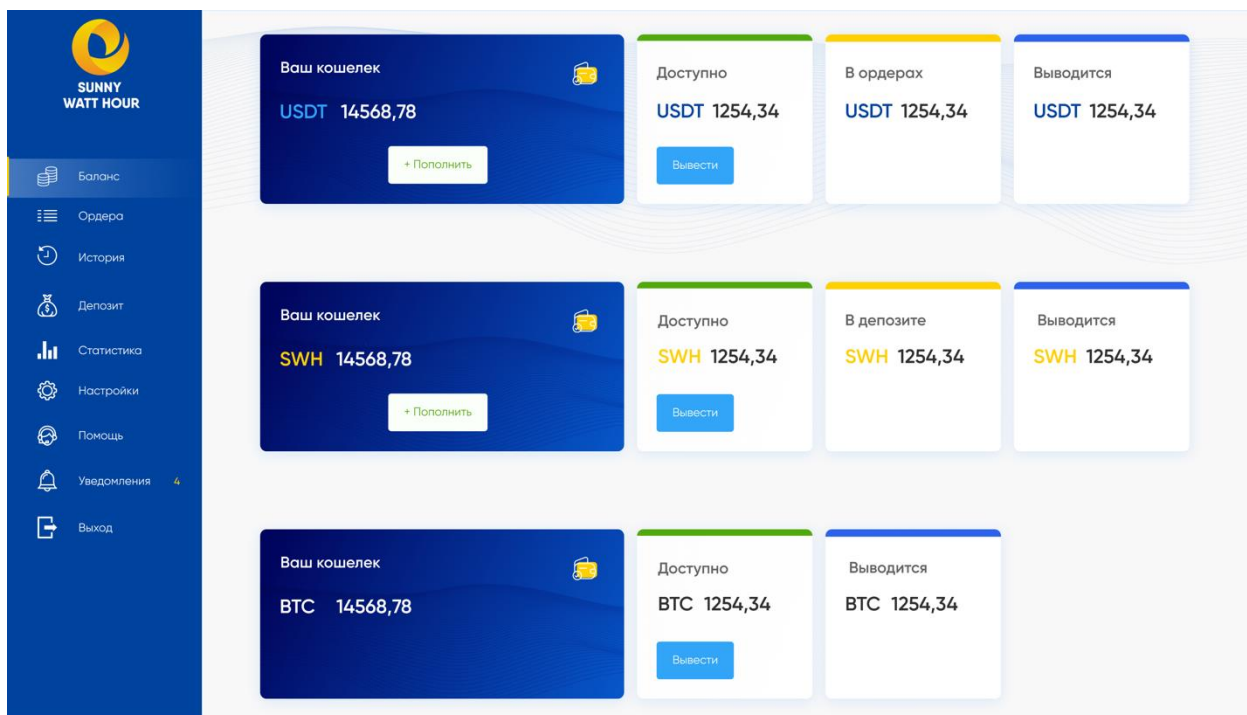 SUNNY
WATT HOUR
Баланс
Ордера
История
Депозит
Статистика
Настройки
Помощь
Уведомления 4
Выход
Ваш кошелек
USDT 14568,78
+ Пополнить
Доступно
USDT 1254,34
Вывести
В ордерах
USDT 1254,34
Выводится
USDT 1254,34
Ваш кошелек
SWH 14568,78
+ Пополнить
Доступно
SWH 1254,34
Вывести
В депозите
SWH 1254,34
Выводится
SWH 1254,34
Ваш кошелек
BTC 14568,78
Доступно
BTC 1254,34
Вывести
Выводится
BTC 1254,34